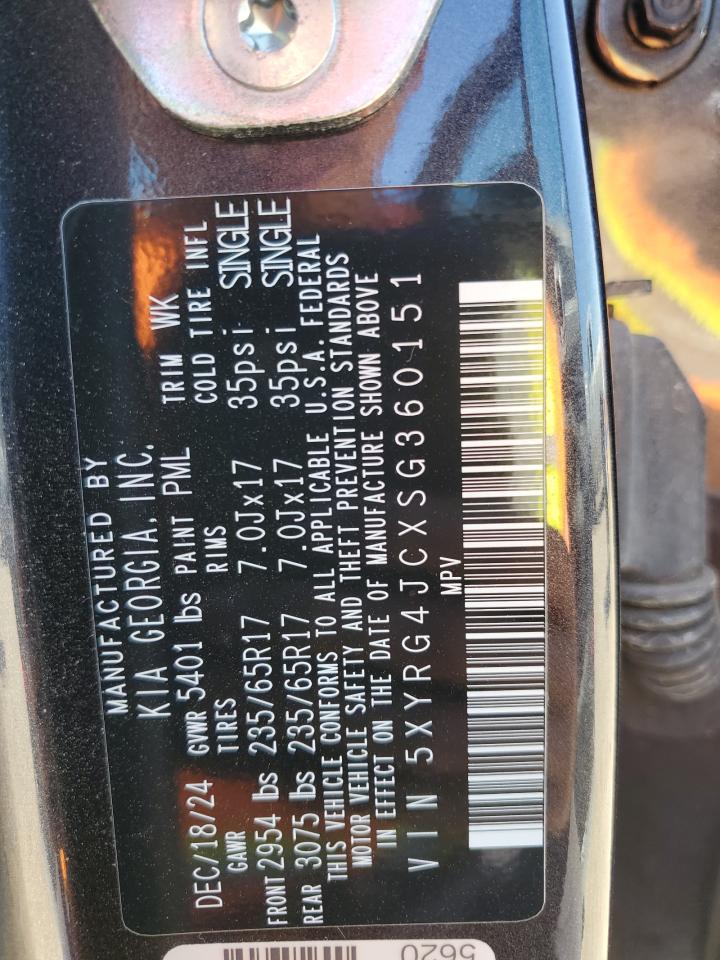 MANUFACTURED BY
KIA GEORGIA, INC.
DEC/18/24 GVWR 5401 lbs PAINT PML TRIM WK
GAWR TIRES RIMS COLD TIRE INFL
FRONT 2954 lbs 235/65R17 7.0Jx17 35psi SINGLE
REAR 3075 lbs 235/65R17 7.0Jx17 35psi SINGLE
THIS VEHICLE CONFORMS TO ALL APPLICABLE U.S.A. FEDERAL
MOTOR VEHICLE SAFETY AND THEFT PREVENTION STANDARDS
IN EFFECT ON THE DATE OF MANUFACTURE SHOWN ABOVE
VIN 5XYRG4JCXSG360151
MPV
5620